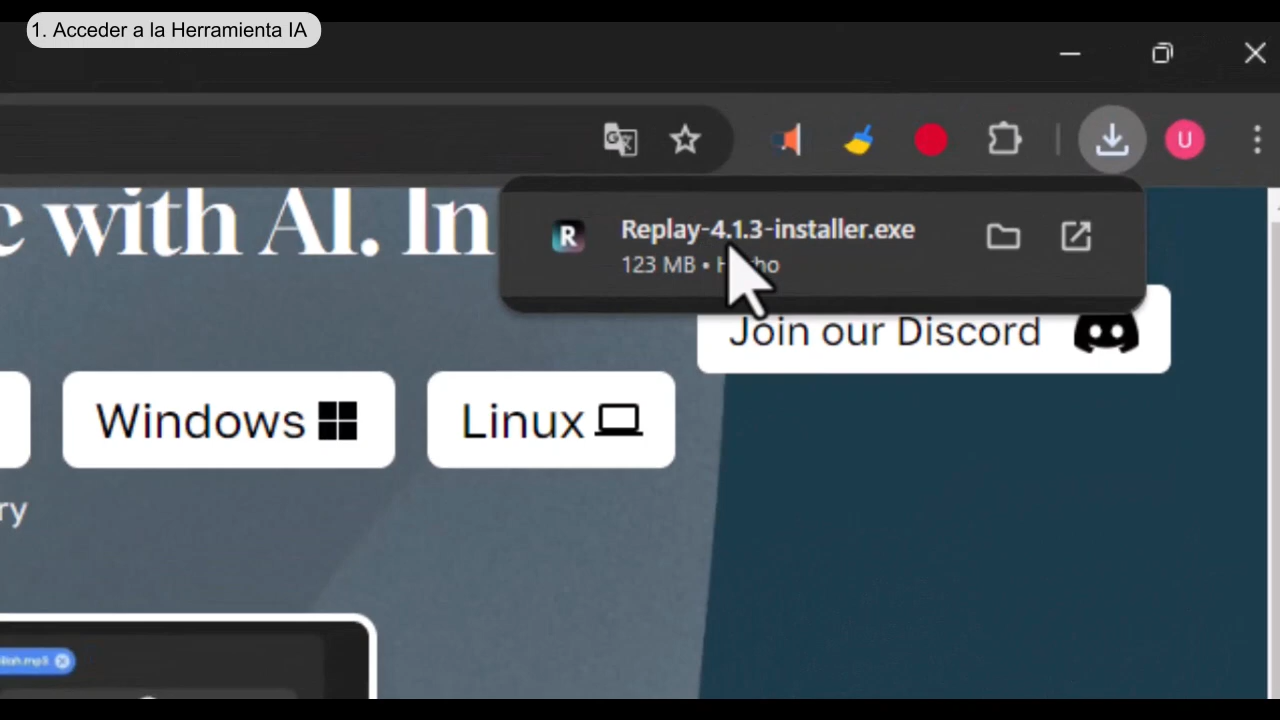 1. Acceder a la Herramienta IA
U
c with AI. In
R
Replay-4.1.3-installer.exe
123 MB •
Join our Discord
Windows
Linux
ry
.mp3